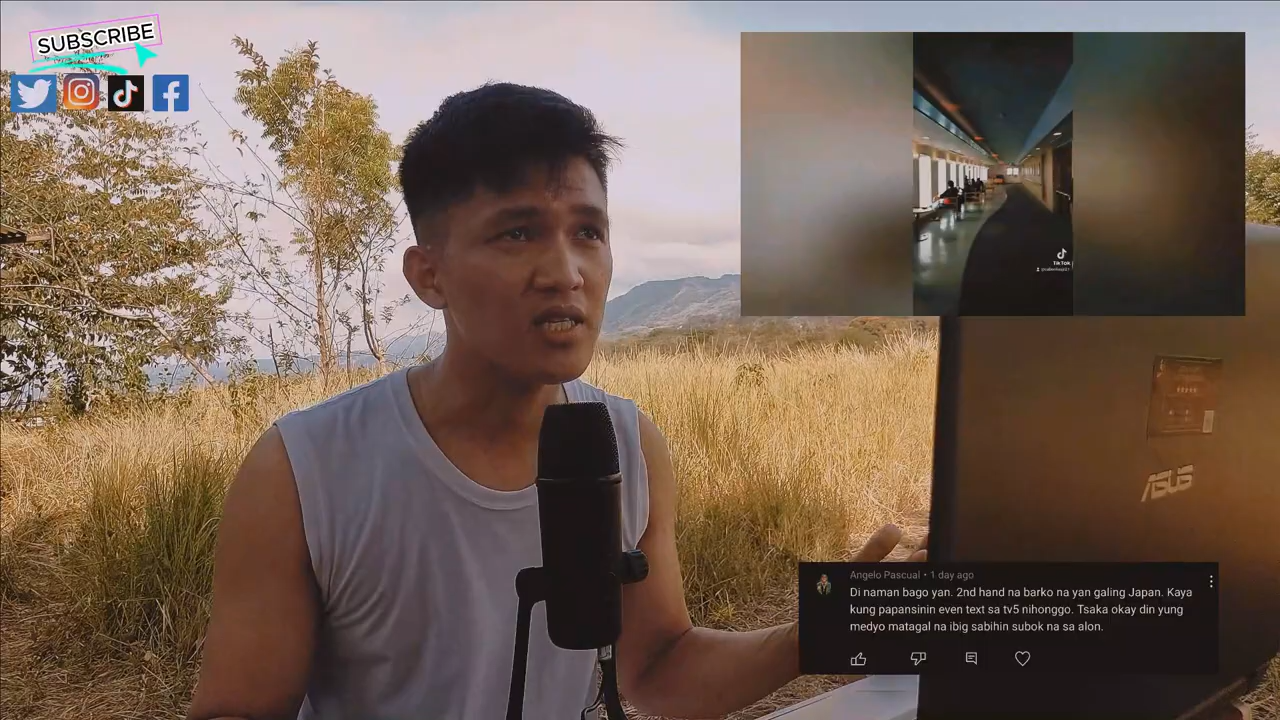 SUBSCRIBE
TikTok
ASUS
Angelo Pascual • 1 day ago
Di naman bago yan. 2nd hand na barko na yan galing Japan. Kaya
kung papansinin even text sa tv5 nihonggo. Tsaka okay din yung
medyo matagal na ibig sabihin subok na sa alon.